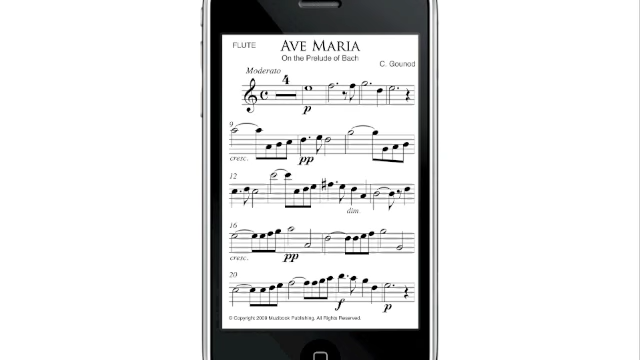 FLUTE
AVE MARIA
On the Prelude of Bach
C. Gounod
Moderato
4
p
9
cresc.
pp
12
dim
16
cresc.
pp
20
f
p
© Copyright 2009 Musibook Publishing. All Rights Reserved.